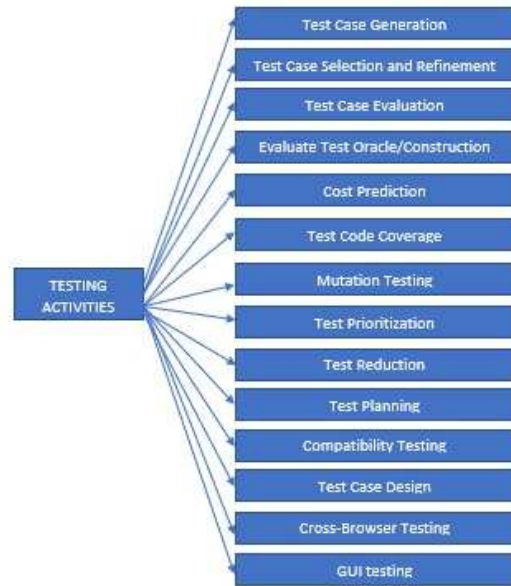 Test Case Generation
Test Case Selection and Refinement
Test Case Evaluation
Evaluate Test Oracle/Construction
Cost Prediction
Test Code Coverage
TESTING
ACTIVITIES
Mutation Testing
Test Prioritization
Test Reduction
Test Planning
Compatibility Testing
Test Case Design
Cross-Browser Testing
GUI testing